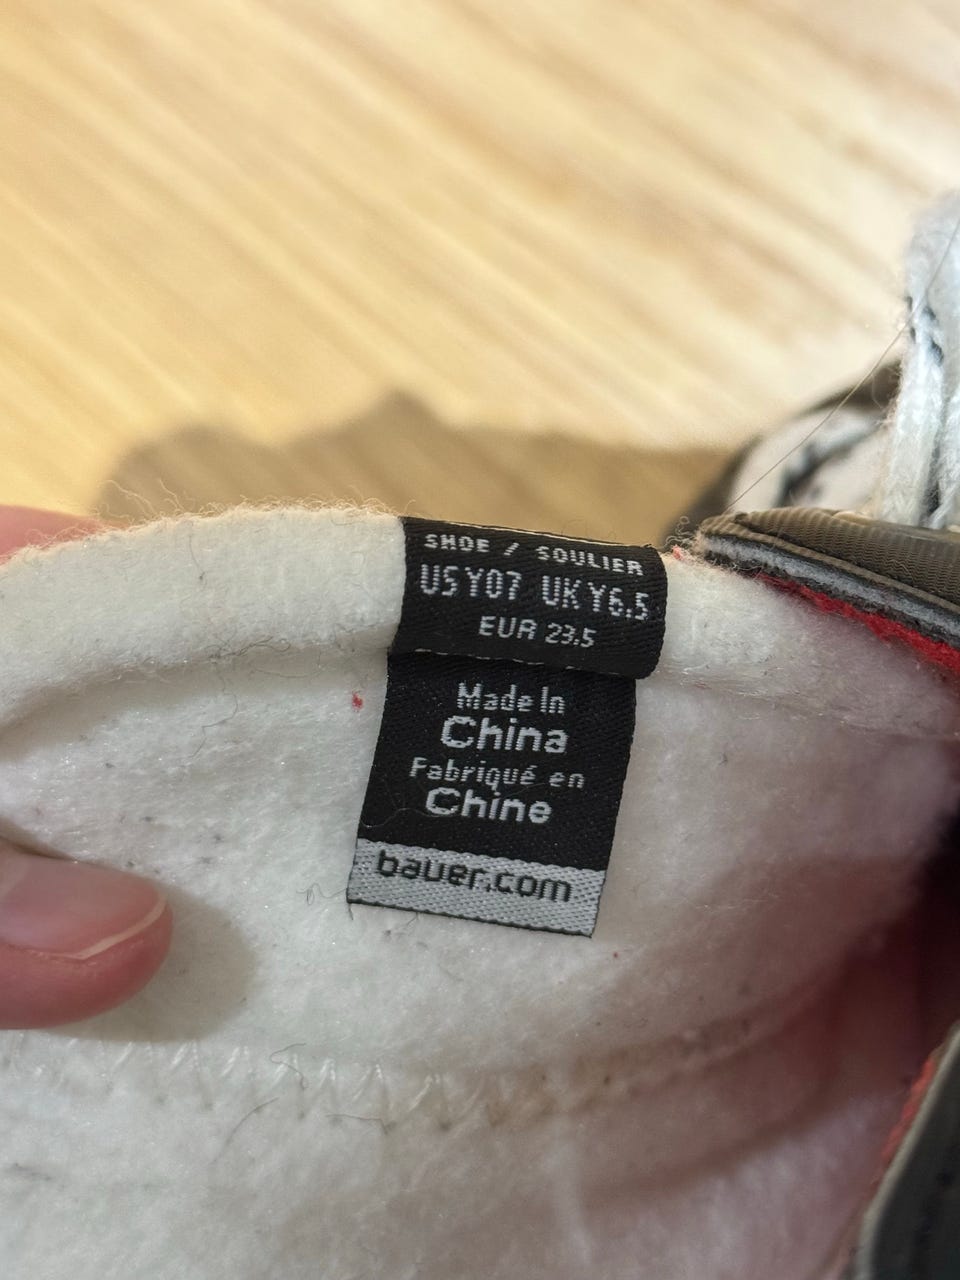 SHOE / SOULIER
US Y07 UK Y6.5
EUR 23.5
Made In
China
Fabriqué en
Chine
bauer.com